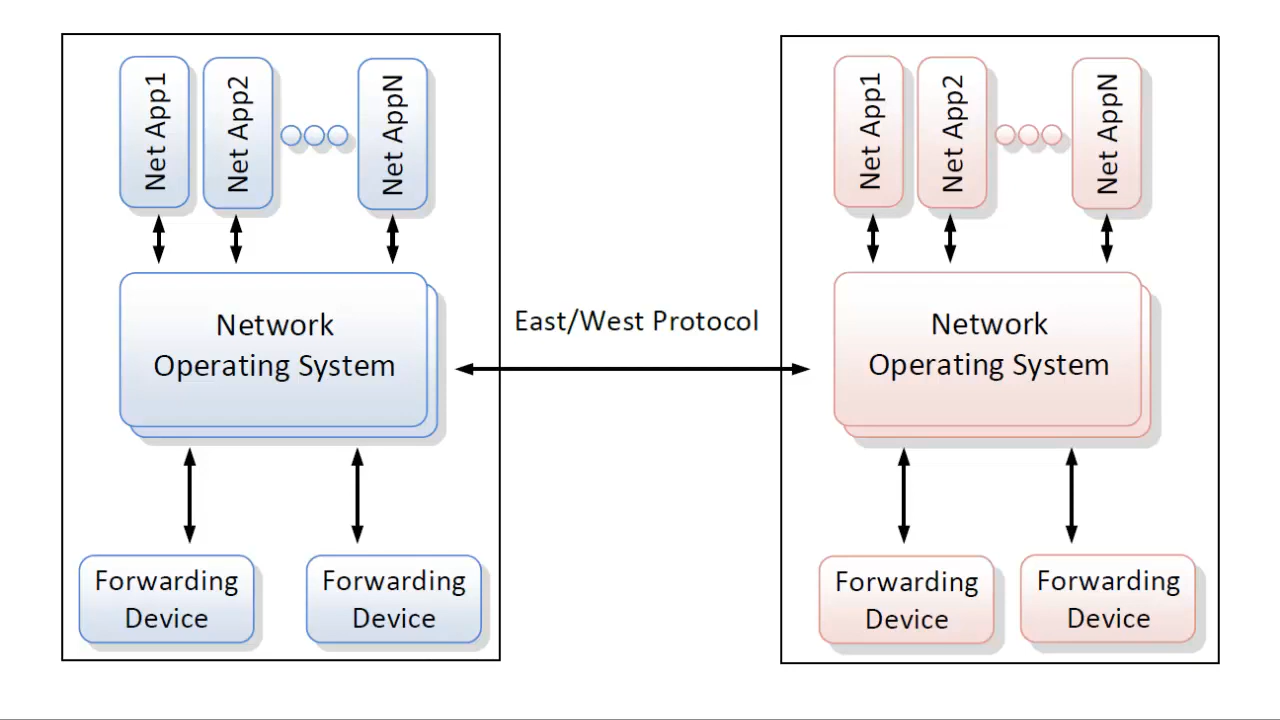 Net App1
Net App2
Net AppN
Network
Operating System
Forwarding
Device
Forwarding
Device
East/West Protocol
Net App1
Net App2
Net AppN
Network
Operating System
Forwarding
Device
Forwarding
Device